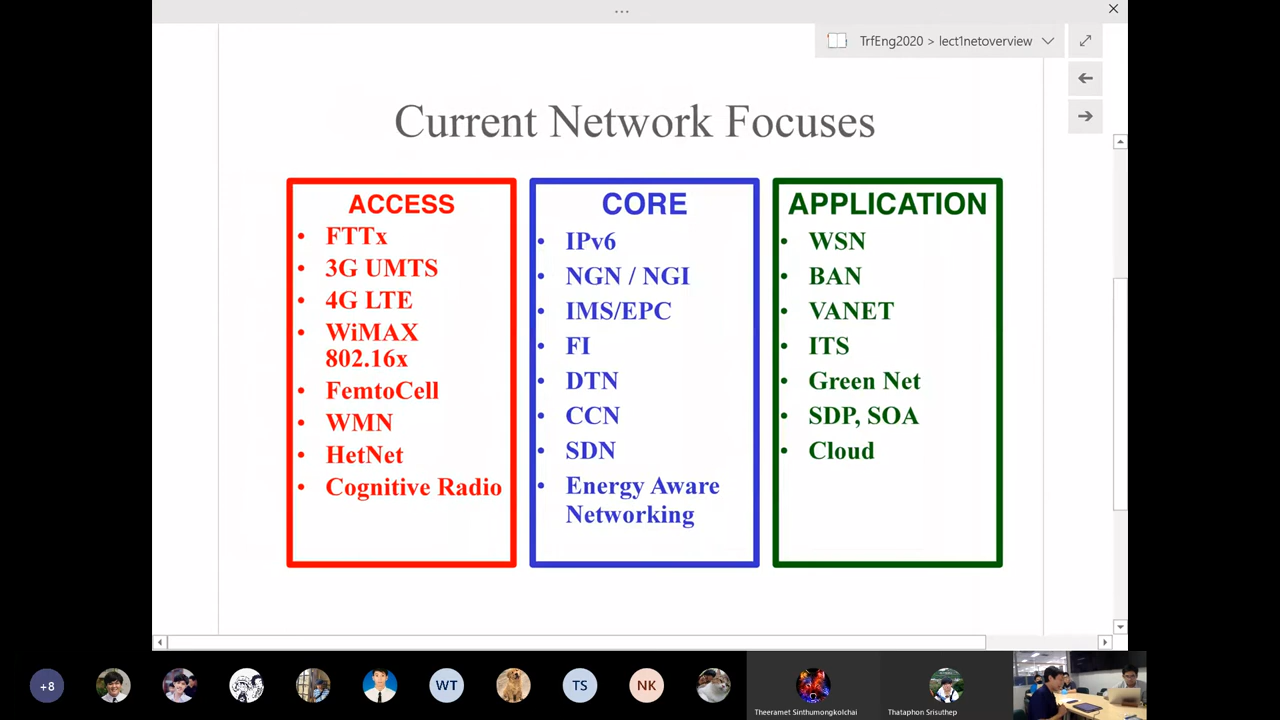 TrfEng2020 > lect1netoverview
Current Network Focuses
ACCESS
• FTTx
• 3G UMTS
• 4G LTE
• WiMAX
802.16x
• FemtoCell
• WMN
• HetNet
• Cognitive Radio
CORE
• IPv6
• NGN / NGI
• IMS/EPC
• FI
• DTN
• CCN
• SDN
• Energy Aware
Networking
APPLICATION
• WSN
• BAN
• VANET
• ITS
• Green Net
• SDP, SOA
• Cloud
+8
WT
TS
NK
Theeramet Sinthumongkolchai
Thataphon Srisuthep